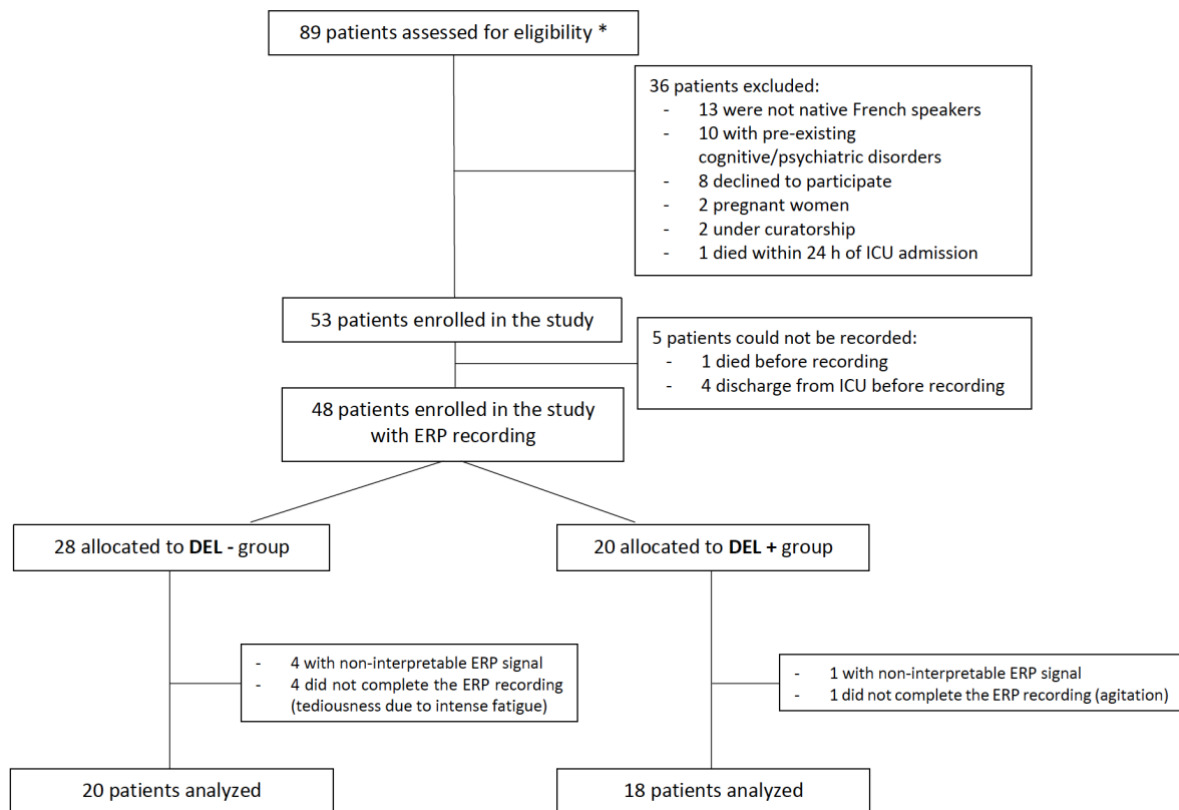 89 patients assessed for eligibility *
36 patients excluded:
- 13 were not native French speakers
- 10 with pre-existing
cognitive/psychiatric disorders
- 8 declined to participate
- 2 pregnant women
- 2 under curatorship
- 1 died within 24 h of ICU admission
53 patients enrolled in the study
5 patients could not be recorded:
- 1 died before recording
- 4 discharge from ICU before recording
48 patients enrolled in the study
with ERP recording
28 allocated to DEL - group
20 allocated to DEL + group
- 4 with non-interpretable ERP signal
- 4 did not complete the ERP recording
(tediousness due to intense fatigue)
- 1 with non-interpretable ERP signal
- 1 did not complete the ERP recording (agitation)
20 patients analyzed
18 patients analyzed